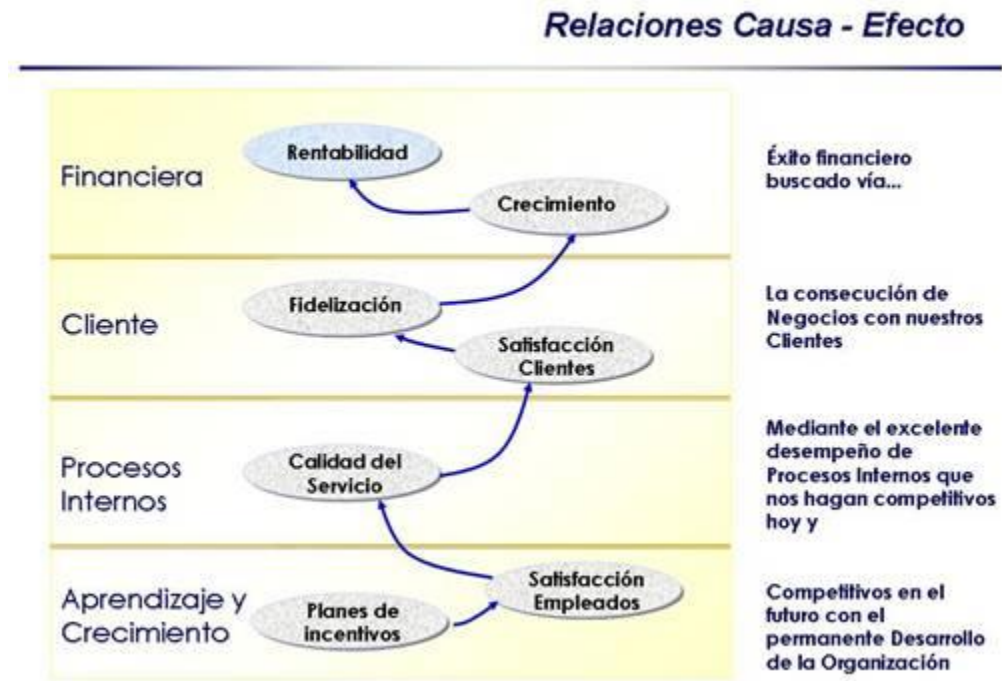 Relaciones Causa - Efecto
Financiera
Rentabilidad
Crecimiento
Éxito financiero
buscado vía...
Cliente
Fidelización
Satisfacción
Clientes
La consecución de
Negocios con nuestros
Clientes
Procesos
Internos
Calidad del
Servicio
Mediante el excelente
desempeño de
Procesos Internos que
nos hagan competitivos
hoy y
Aprendizaje y
Crecimiento
Planes de
incentivos
Satisfacción
Empleados
Competitivos en el
futuro con el
permanente Desarrollo
de la Organización